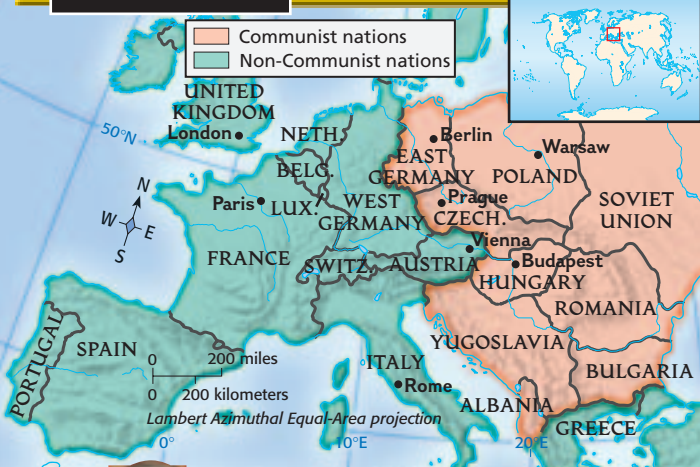 Communist nations
Non-Communist nations
UNITED
KINGDOM
London
50°N
NETH.
Berlin
EAST
GERMANY
Warsaw
POLAND
BELG.
Prague
CZECH.
SOVIET
UNION
N
W
E
S
Paris
LUX.
WEST
GERMANY
Vienna
FRANCE
SWITZ.
AUSTRIA
Budapest
HUNGARY
ROMANIA
PORTUGAL
SPAIN
0
200 miles
0
200 kilometers
YUGOSLAVIA
ITALY
Rome
BULGARIA
ALBANIA
Lambert Azimuthal Equal-Area projection
GREECE
0°
10°E
20°E